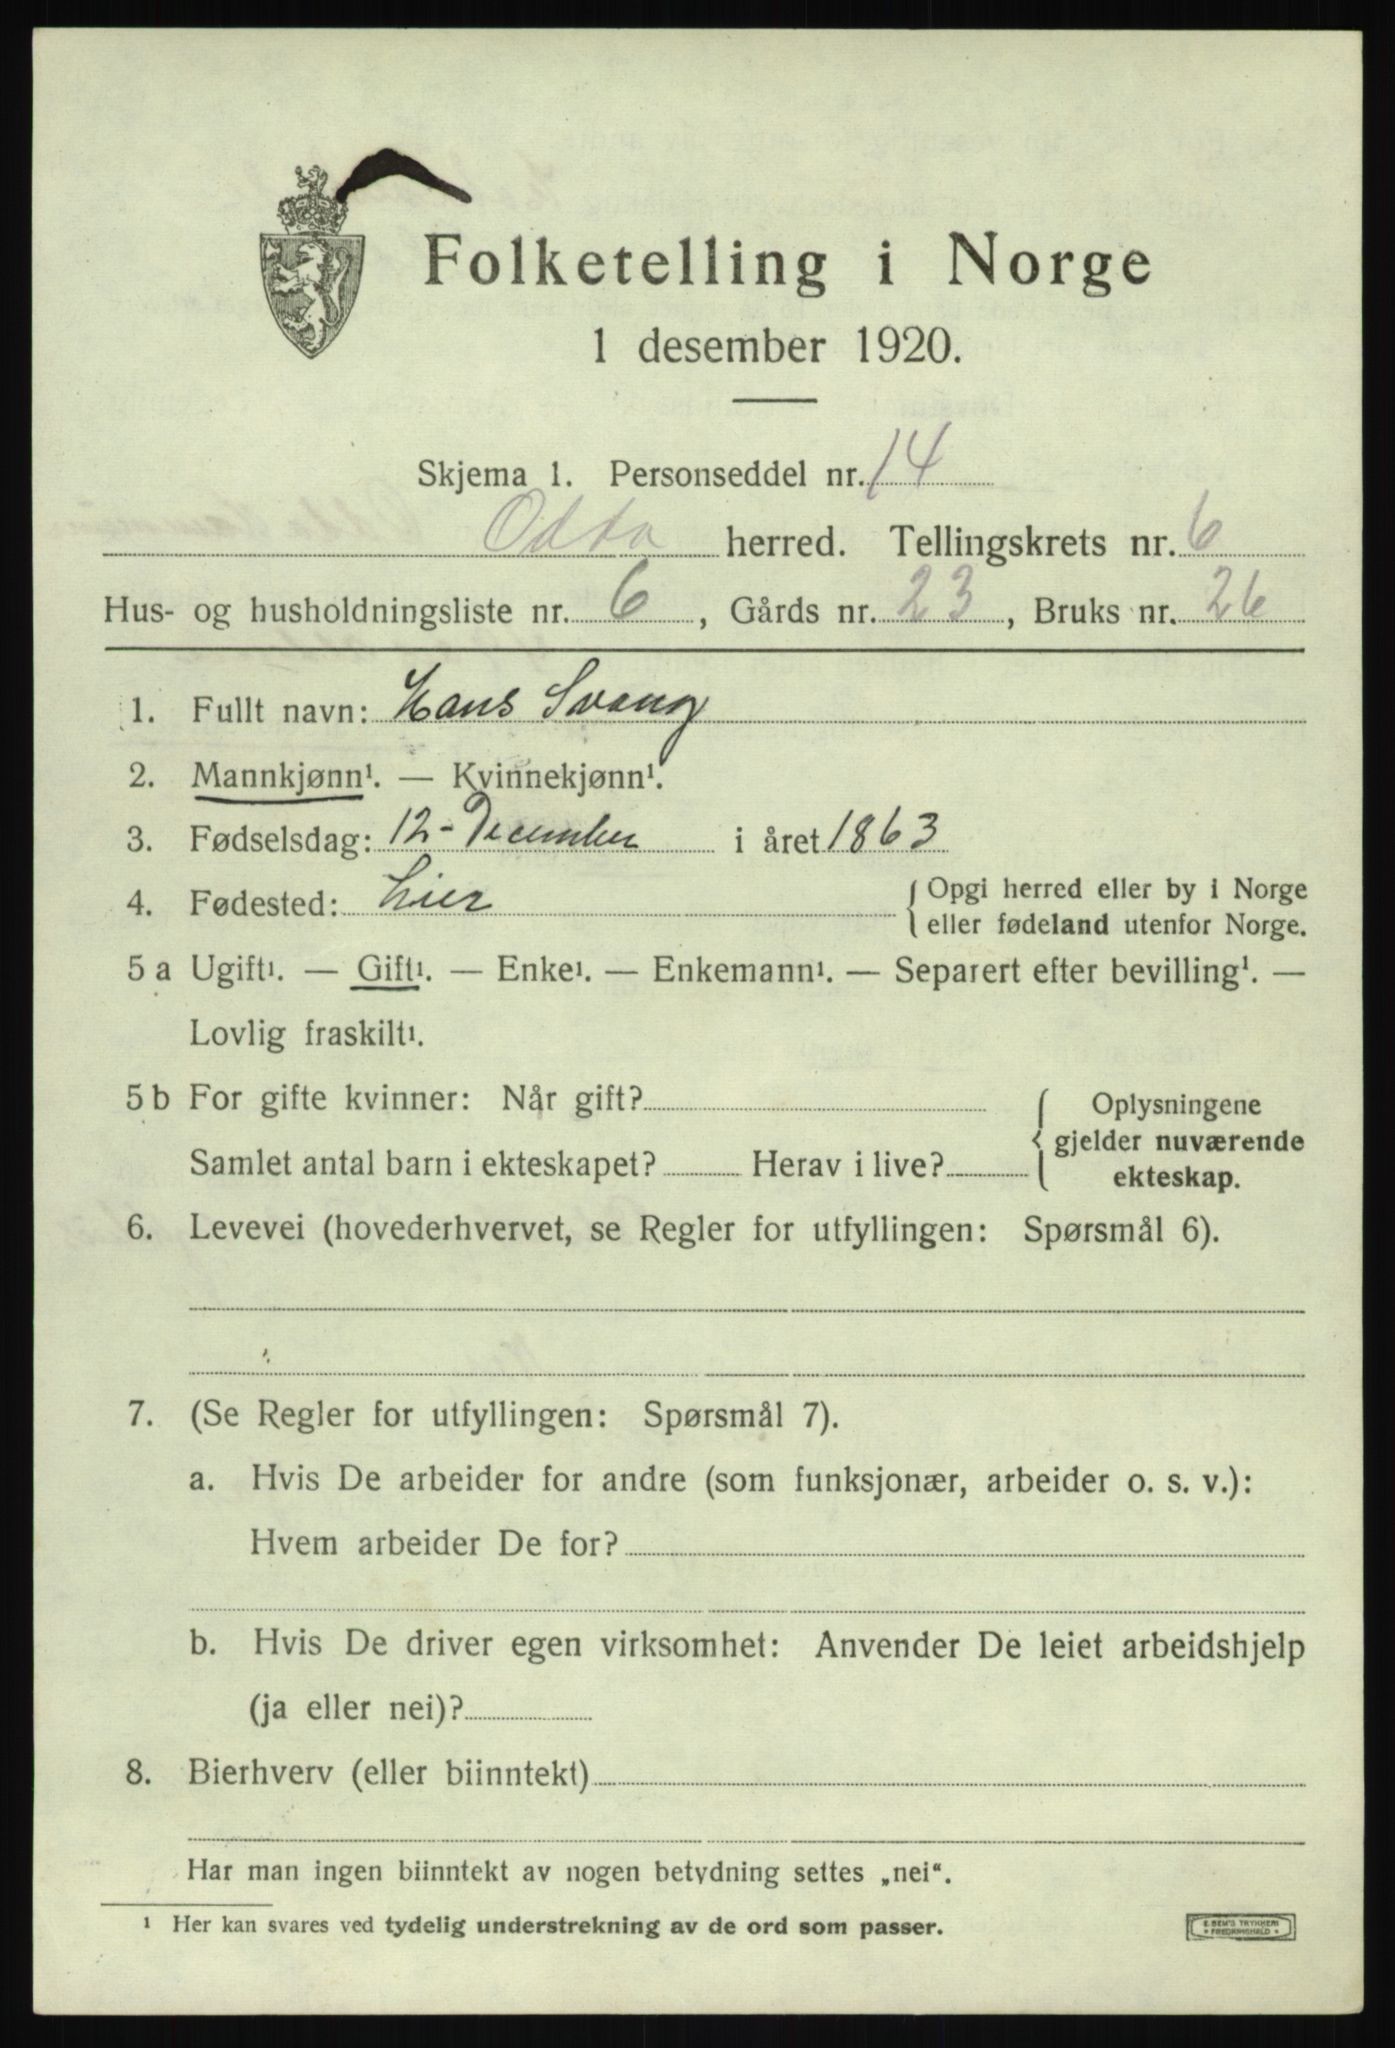 Folketelling i Norge
1 desember 1920.
Skjema 1. Personseddel nr. 14
Odda herred. Tellingskrets nr. 6
Hus- og husholdningsliste nr. 6, Gårds nr. 23, Bruks nr. 26
1. Fullt navn: Hans Svang
2. Mannkjønn¹. — Kvinnekjønn¹.
3. Fødselsdag: 12-December i året 1863
4. Fødested: Lier { Opgi herred eller by i Norge
eller fødeland utenfor Norge.
5 a Ugift¹. — Gift¹. — Enke¹. — Enkemann¹. — Separert efter bevilling¹. —
Lovlig fraskilt¹.
5 b For gifte kvinner: Når gift? { Oplysningene
gjelder nuværende
Samlet antal barn i ekteskapet? Herav i live? ekteskap.
6. Levevei (hovederhvervet, se Regler for utfyllingen: Spørsmål 6).
7. (Se Regler for utfyllingen: Spørsmål 7).
a. Hvis De arbeider for andre (som funksjonær, arbeider o. s. v.):
Hvem arbeider De for?
b. Hvis De driver egen virksomhet: Anvender De leiet arbeidshjelp
(ja eller nei)?
8. Bierhverv (eller biinntekt)
Har man ingen biinntekt av nogen betydning settes „nei“.
¹ Her kan svares ved tydelig understrekning av de ord som passer.
E. SEM'S TRYKKERI
FREDRIKSHALD